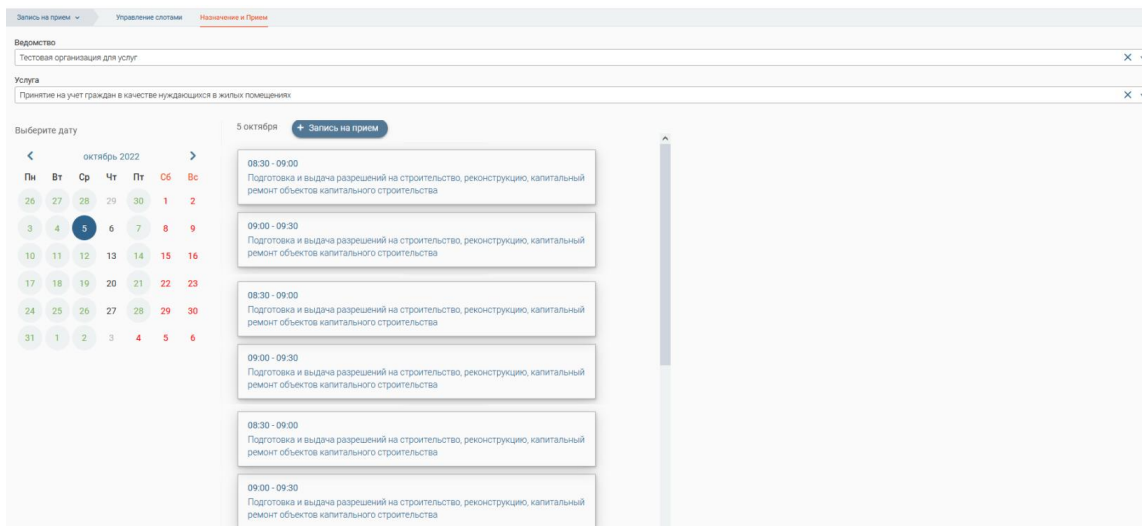 Запись на прием Управление слотами Назначение и Прием
Ведомство
Тестовая организация для услуг
Услуга
Принятие на учет граждан в качестве нуждающихся в жилых помещениях
Выберите дату
октябрь 2022
Пн Вт Ср Чт Пт Сб Вс
26 27 28 29 30 1 2
3 4 5 6 7 8 9
10 11 12 13 14 15 16
17 18 19 20 21 22 23
24 25 26 27 28 29 30
31 1 2 3 4 5 6
5 октября + Запись на прием
08:30 - 09:00
Подготовка и выдача разрешений на строительство, реконструкцию, капитальный
ремонт объектов капитального строительства
09:00 - 09:30
Подготовка и выдача разрешений на строительство, реконструкцию, капитальный
ремонт объектов капитального строительства
08:30 - 09:00
Подготовка и выдача разрешений на строительство, реконструкцию, капитальный
ремонт объектов капитального строительства
09:00 - 09:30
Подготовка и выдача разрешений на строительство, реконструкцию, капитальный
ремонт объектов капитального строительства
08:30 - 09:00
Подготовка и выдача разрешений на строительство, реконструкцию, капитальный
ремонт объектов капитального строительства
09:00 - 09:30
Подготовка и выдача разрешений на строительство, реконструкцию, капитальный
ремонт объектов капитального строительства